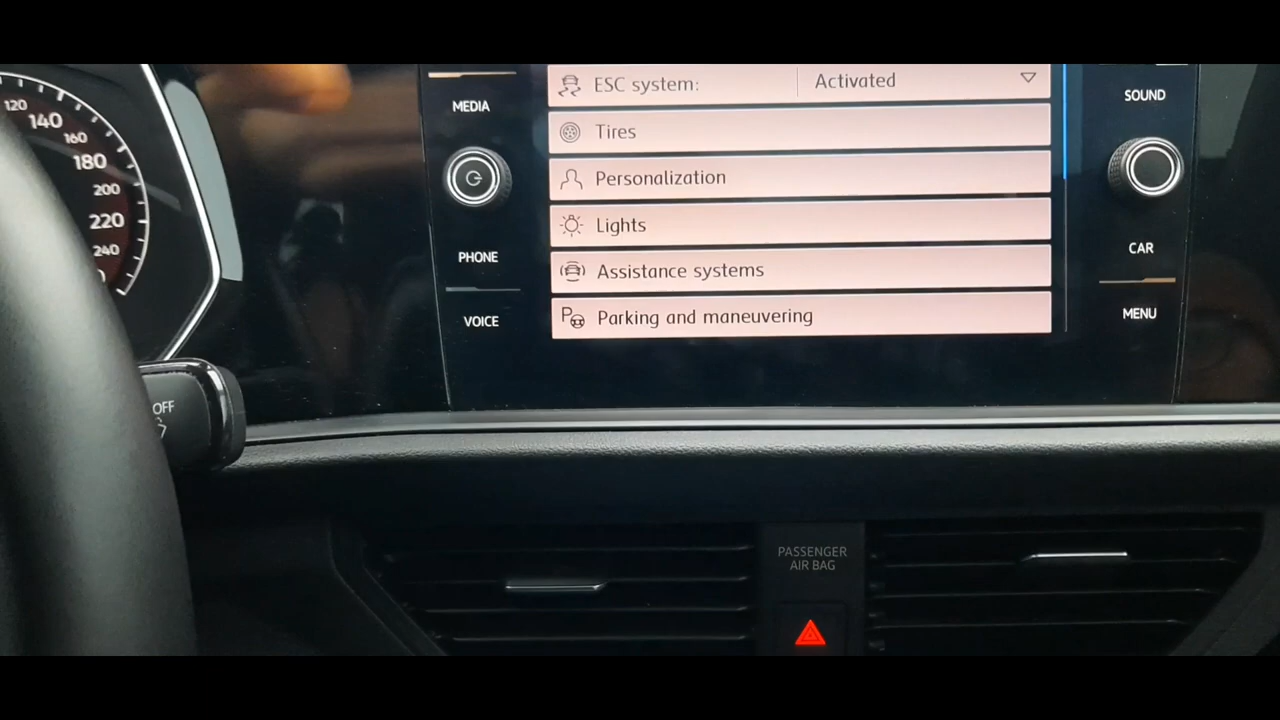 120
140
160
180
200
220
240
OFF
MEDIA
PHONE
VOICE
ESC system: Activated
Tires
Personalization
Lights
Assistance systems
Parking and maneuvering
SOUND
CAR
MENU
PASSENGER
AIR BAG